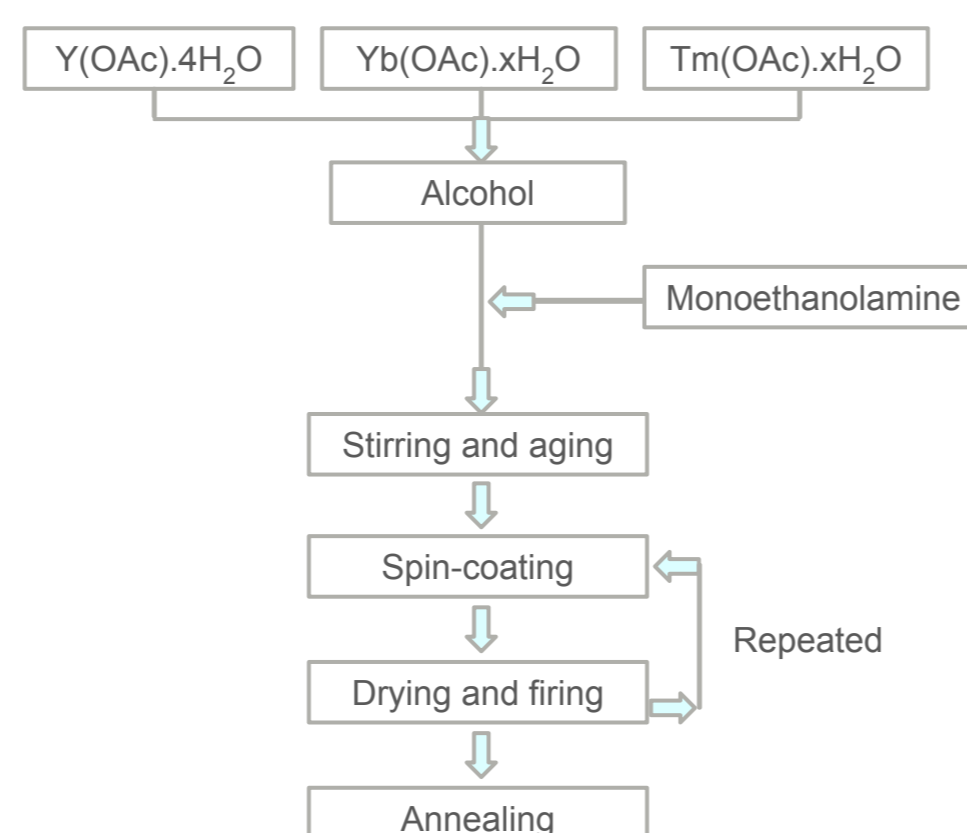 Y(OAc).4H₂O
Yb(OAc).xH₂O
Tm(OAc).xH₂O
Alcohol
Monoethanolamine
Stirring and aging
Spin-coating
Repeated
Drying and firing
Annealing